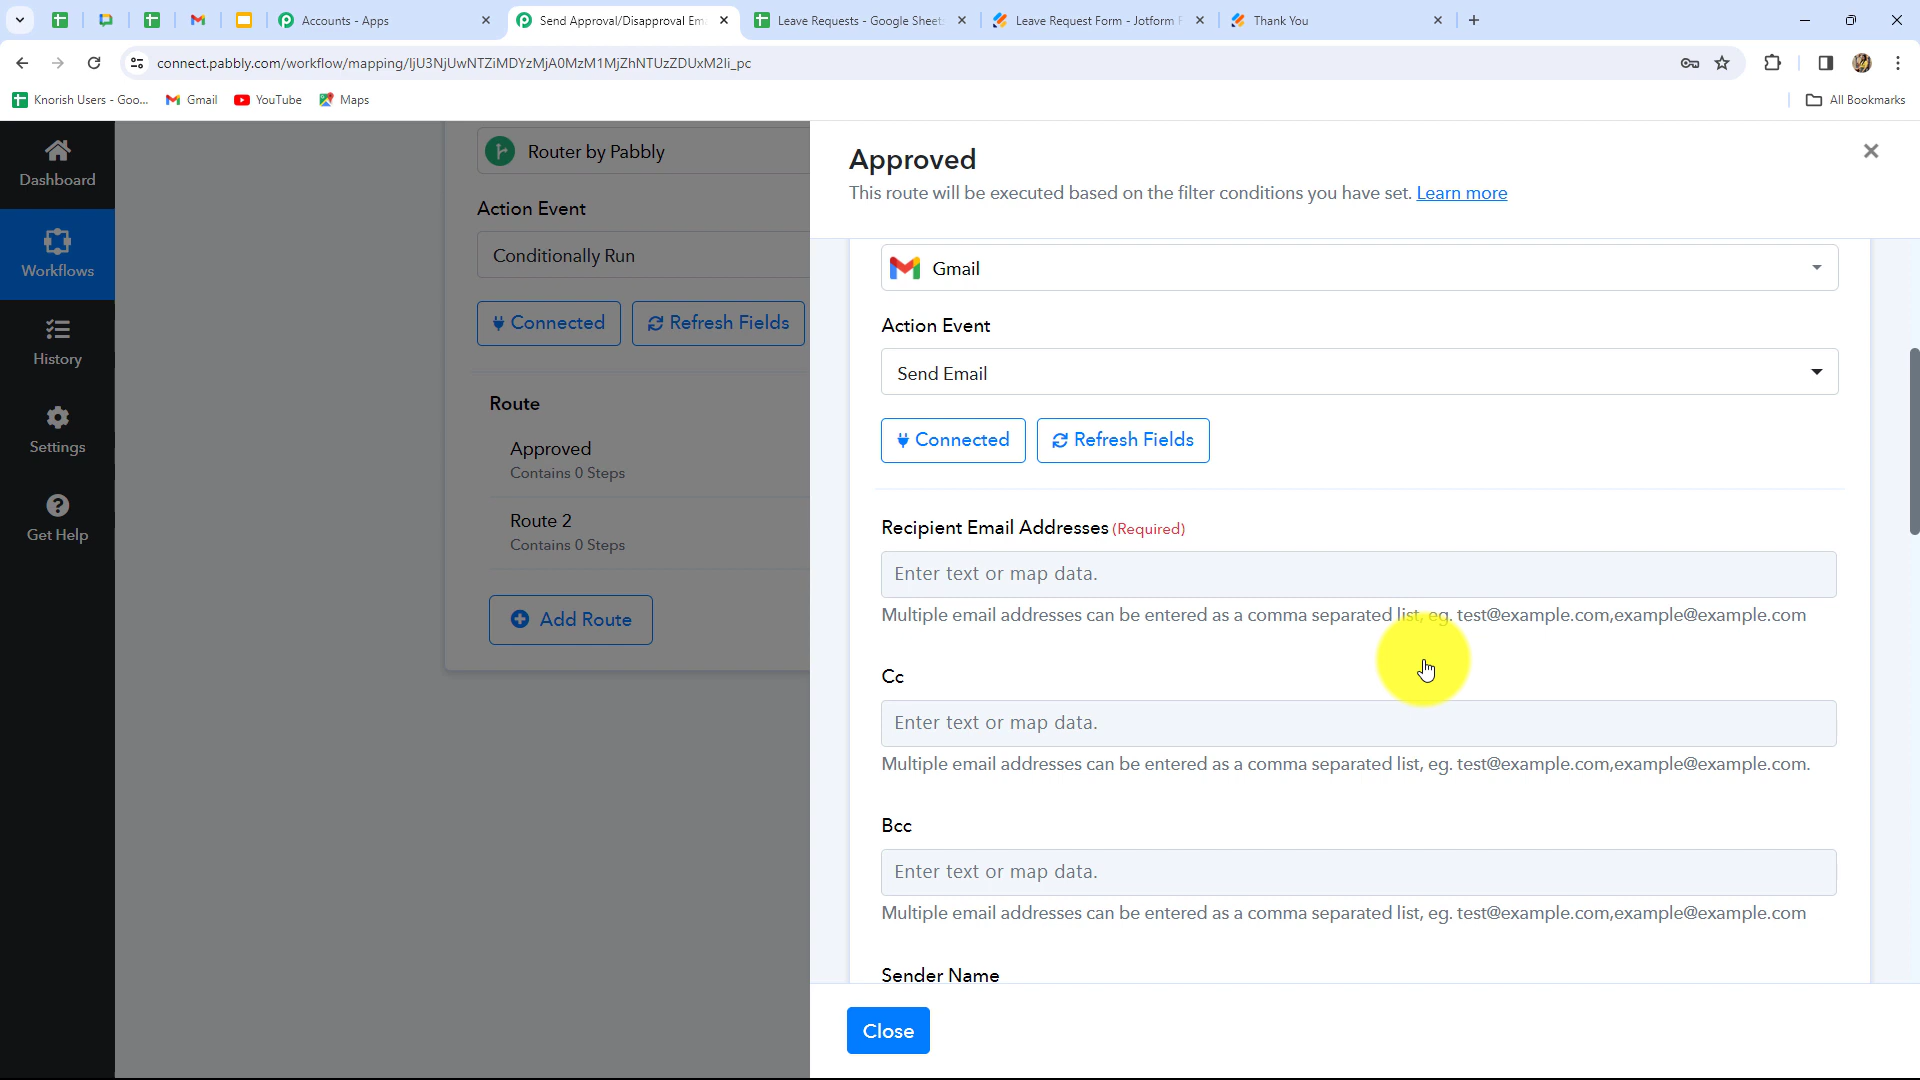 Accounts - Apps
Send Approval/Disapproval Em
Leave Requests - Google Sheets
Leave Request Form - Jotform
Thank You
connect.pabbly.com/workflow/mapping/IjU3NjUwNTZiMDYzMjA0MzM1MjZhNTUzZDUxM2Ii_pc
Knorish Users - Goo...
Gmail
YouTube
Maps
All Bookmarks
Dashboard
Workflows
History
Settings
Get Help
Router by Pabbly
Action Event
Conditionally Run
Connected
Refresh Fields
Route
Approved
Contains 0 Steps
Route 2
Contains 0 Steps
Add Route
Approved
This route will be executed based on the filter conditions you have set. Learn more
Gmail
Action Event
Send Email
Connected
Refresh Fields
Recipient Email Addresses (Required)
Enter text or map data.
Multiple email addresses can be entered as a comma separated list, eg. test@example.com,example@example.com
Cc
Enter text or map data.
Multiple email addresses can be entered as a comma separated list, eg. test@example.com,example@example.com.
Bcc
Enter text or map data.
Multiple email addresses can be entered as a comma separated list, eg. test@example.com,example@example.com
Sender Name
Close